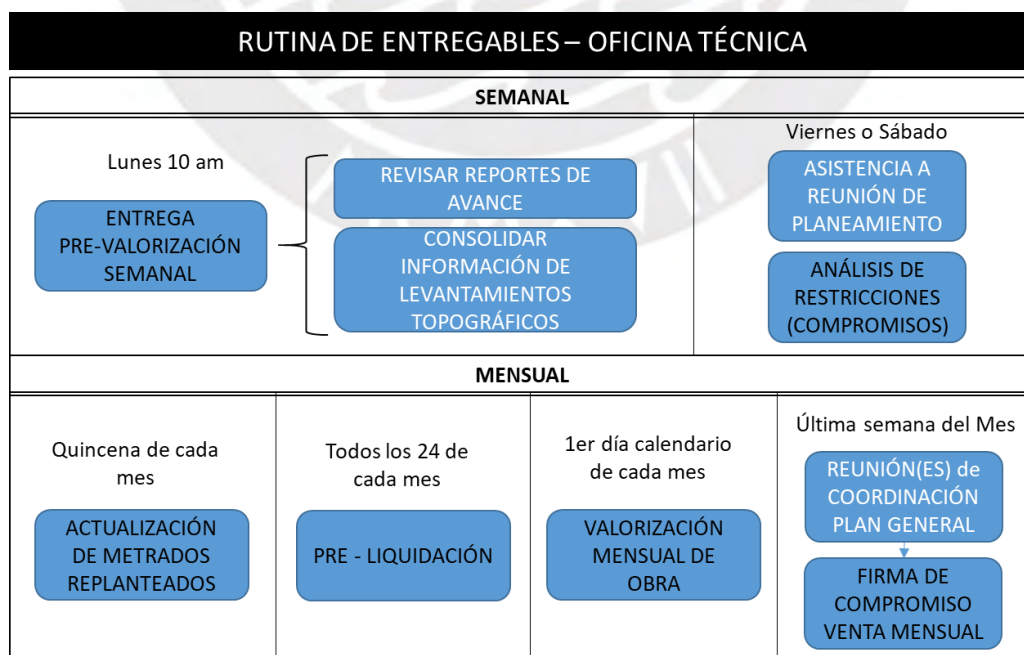 RUTINA DE ENTREGABLES – OFICINA TÉCNICA
SEMANAL
Lunes 10 am
ENTREGA
PRE-VALORIZACIÓN
SEMANAL
REVISAR REPORTES DE
AVANCE
CONSOLIDAR
INFORMACIÓN DE
LEVANTAMIENTOS
TOPOGRÁFICOS
Viernes o Sábado
ASISTENCIA A
REUNIÓN DE
PLANEAMIENTO
ANÁLISIS DE
RESTRICCIONES
(COMPROMISOS)
MENSUAL
Quincena de cada
mes
ACTUALIZACIÓN
DE METRADOS
REPLANTEADOS
Todos los 24 de
cada mes
PRE - LIQUIDACIÓN
1er día calendario
de cada mes
VALORIZACIÓN
MENSUAL DE
OBRA
Última semana del Mes
REUNIÓN(ES) de
COORDINACIÓN
PLAN GENERAL
FIRMA DE
COMPROMISO
VENTA MENSUAL